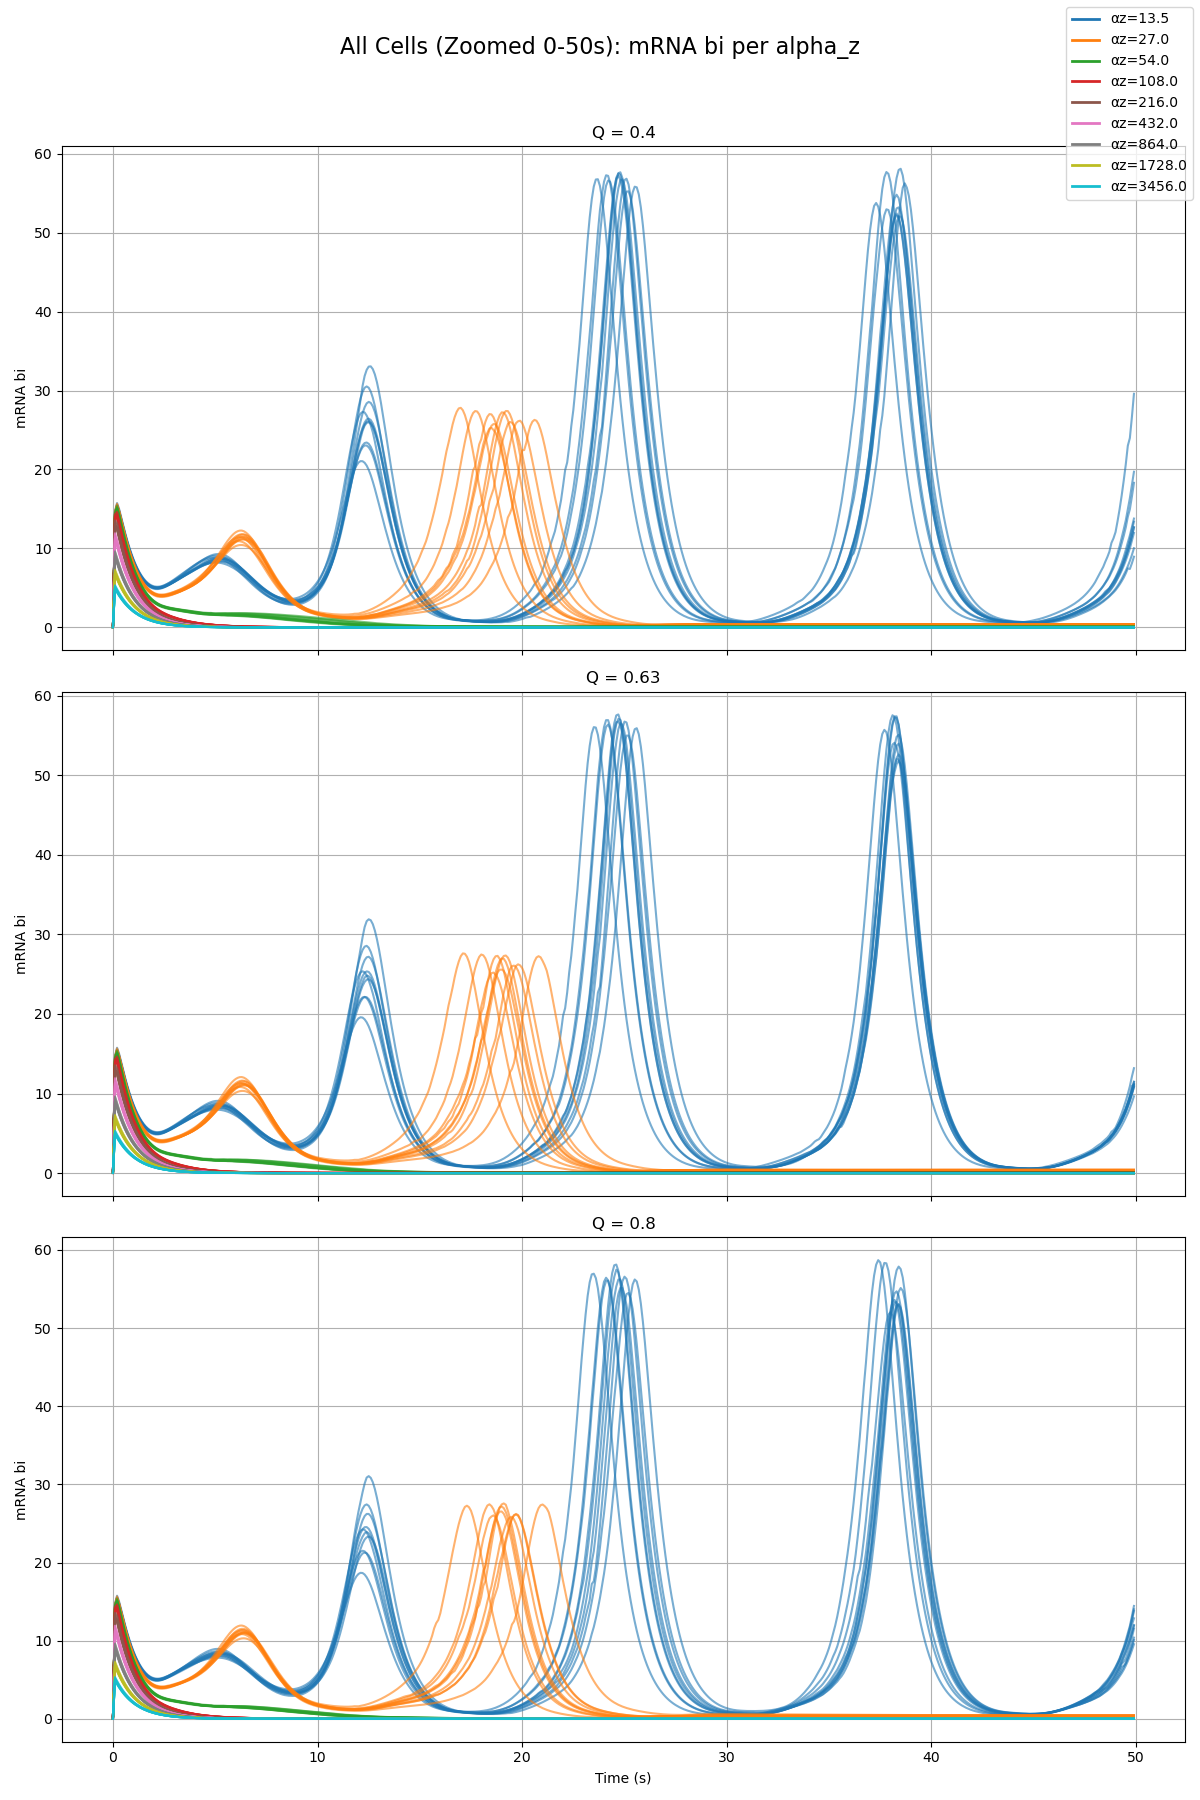 All Cells (Zoomed 0-50s): mRNA bi per alpha_z
αz=13.5
αz=27.0
αz=54.0
αz=108.0
αz=216.0
αz=432.0
αz=864.0
αz=1728.0
αz=3456.0
Q = 0.4
60
50
40
30
20
10
0
mRNA bi
Q = 0.63
60
50
40
30
20
10
0
mRNA bi
Q = 0.8
60
50
40
30
20
10
0
mRNA bi
0 10 20 30 40 50
Time (s)